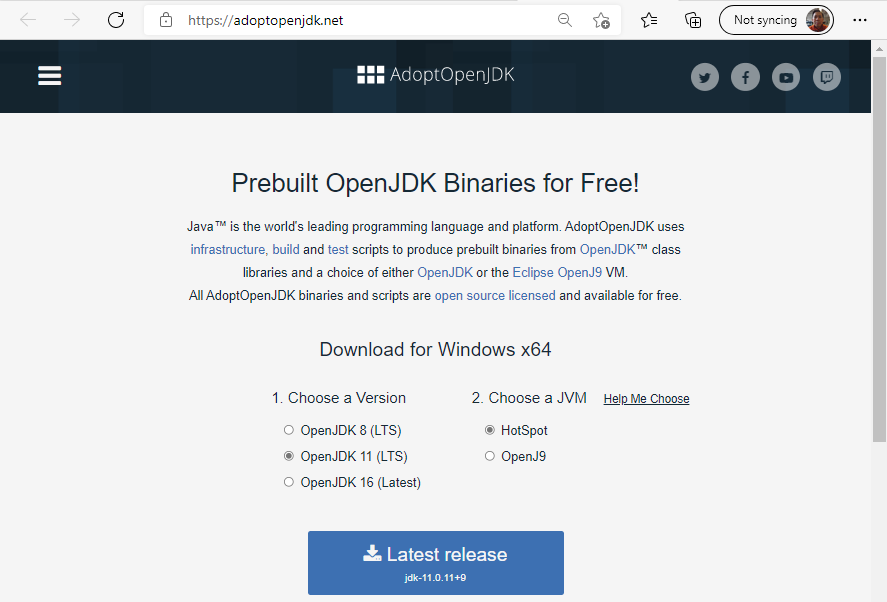 https://adoptopenjdk.net
Not syncing
AdoptOpenJDK
Prebuilt OpenJDK Binaries for Free!
Java™ is the world's leading programming language and platform. AdoptOpenJDK uses
infrastructure, build and test scripts to produce prebuilt binaries from OpenJDK™ class
libraries and a choice of either OpenJDK or the Eclipse OpenJ9 VM.
All AdoptOpenJDK binaries and scripts are open source licensed and available for free.
Download for Windows x64
1. Choose a Version
OpenJDK 8 (LTS)
OpenJDK 11 (LTS)
OpenJDK 16 (Latest)
2. Choose a JVM Help Me Choose
HotSpot
OpenJ9
Latest release
jdk-11.0.11+9